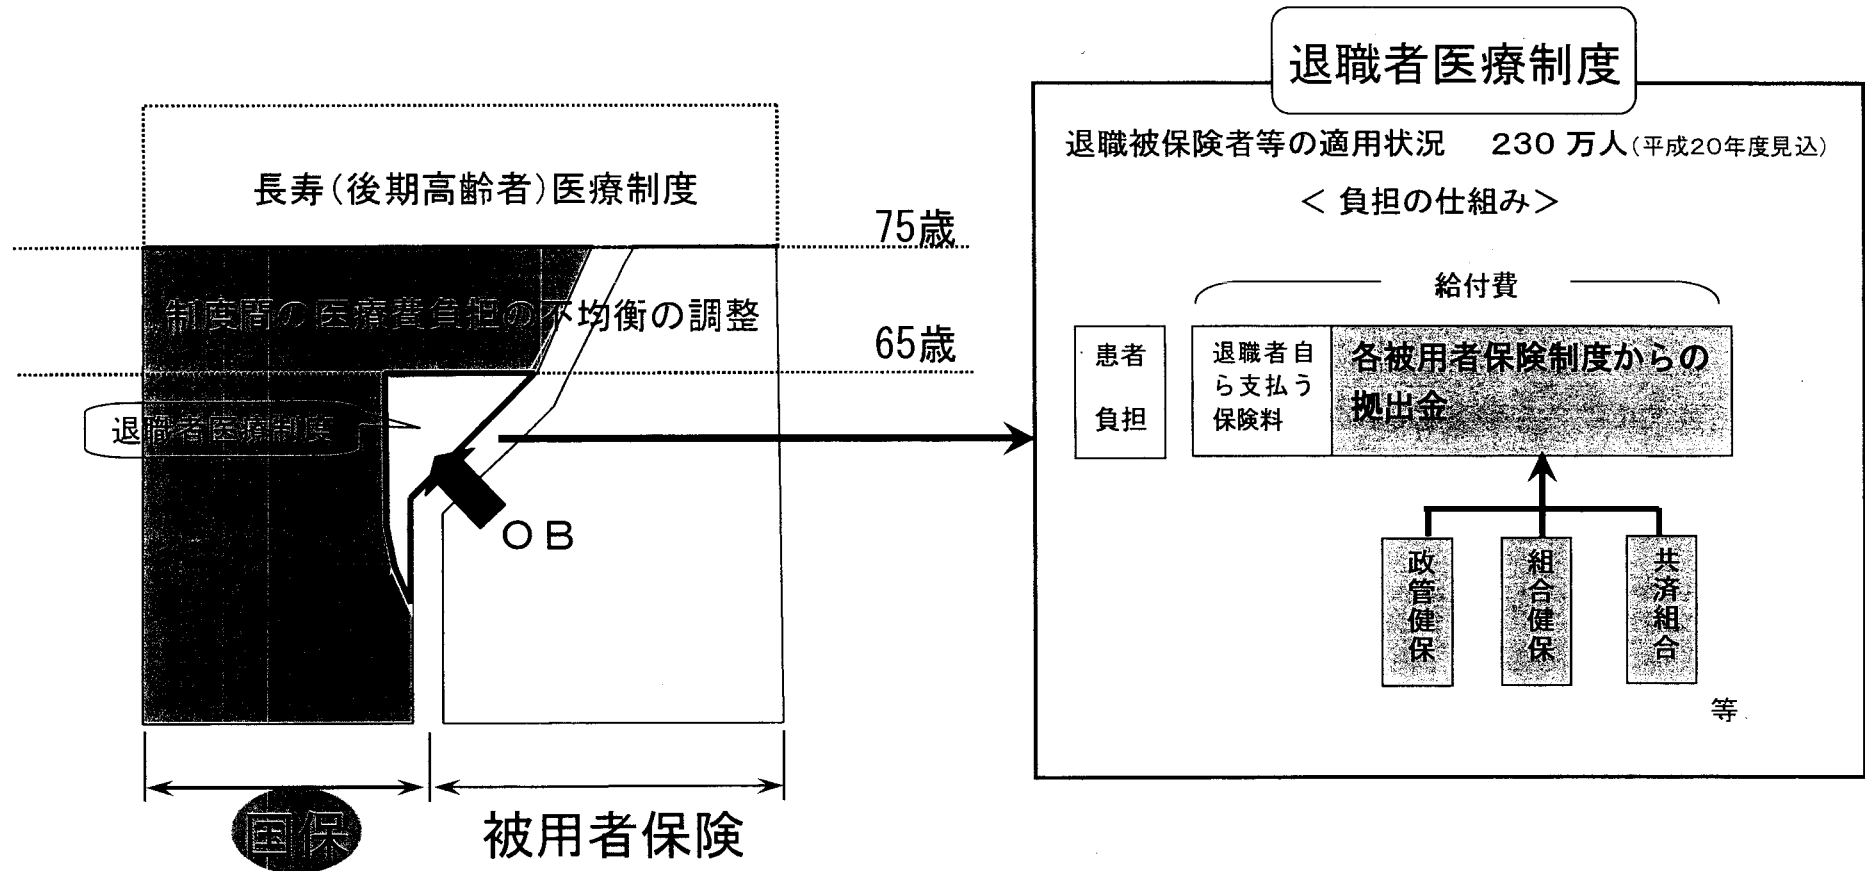 長寿(後期高齢者)医療制度
75歳
制度間の医療費負担の不均衡の調整
65歳
退職者医療制度
OB
国保
被用者保険
退職者医療制度
退職被保険者等の適用状況 230万人(平成20年度見込)
<負担の仕組み>
給付費
患者
負担
退職者自
ら支払う
保険料
各被用者保険制度からの
拠出金
政管健保
組合健保
共済組合
等